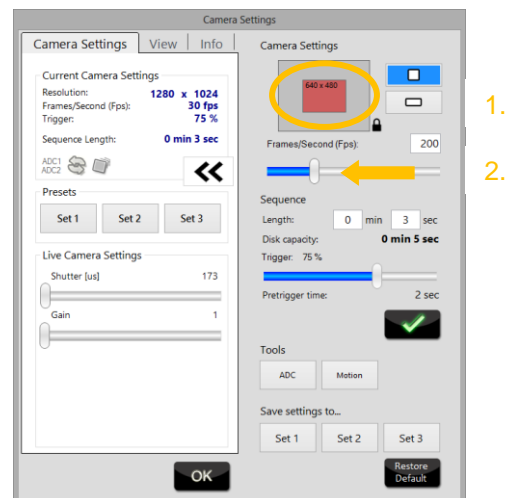 Camera Settings
Camera Settings View Info
Current Camera Settings
Resolution: 1280 x 1024
Frames/Second (Fps): 30 fps
Trigger: 75 %
Sequence Length: 0 min 3 sec
ADC1
ADC2
<<
Presets
Set 1 Set 2 Set 3
Live Camera Settings
Shutter [us] 173
Gain 1
OK
Camera Settings
640 x 480
1.
Frames/Second (Fps): 200
2.
Sequence
Length: 0 min 3 sec
Disk capacity: 0 min 5 sec
Trigger: 75 %
Pretrigger time: 2 sec
Tools
ADC Motion
Save settings to...
Set 1 Set 2 Set 3
Restore
Default